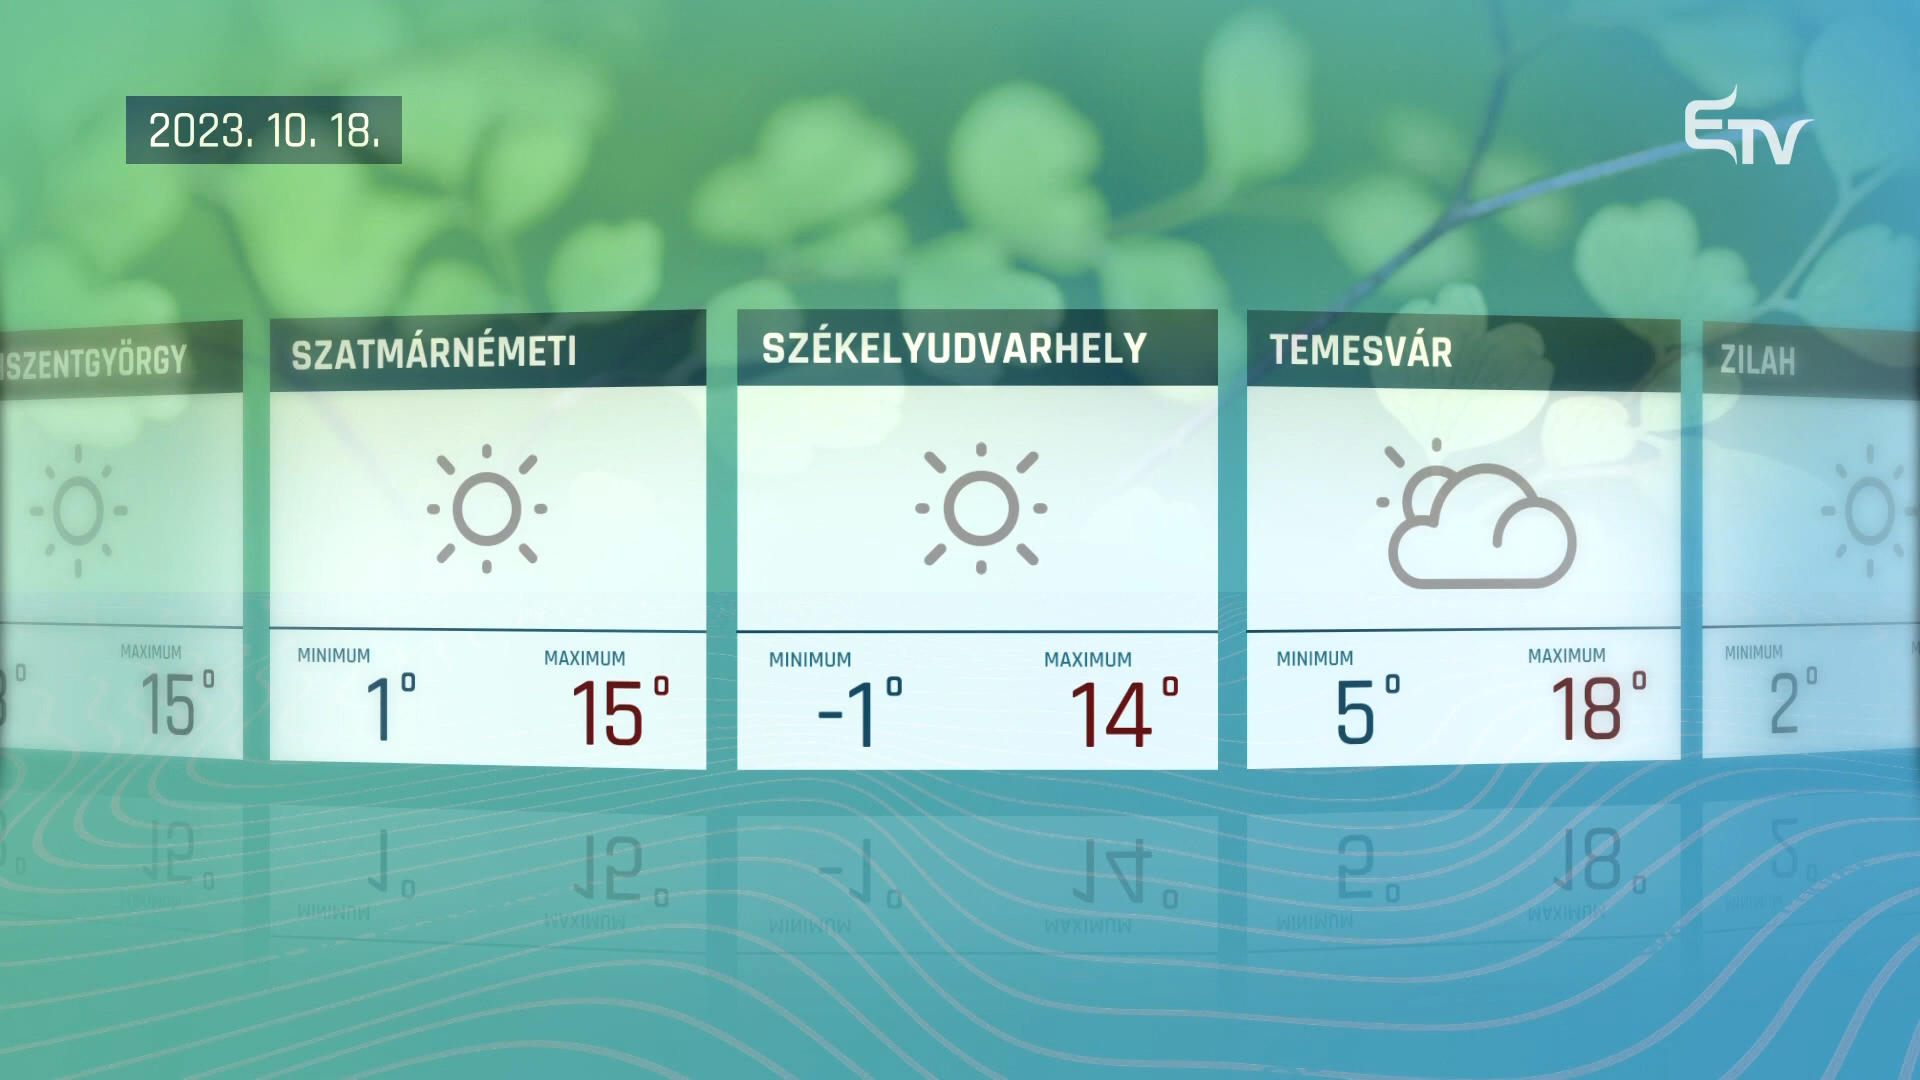 2023. 10. 18.
ETV
ISZENTGYÖRGY
SZATMÁRNÉMETI
SZÉKELYUDVARHELY
TEMESVÁR
ZILAH
MAXIMUM
15°
MINIMUM
1°
MAXIMUM
15°
MINIMUM
-1°
MAXIMUM
14°
MINIMUM
5°
MAXIMUM
18°
MINIMUM
2°